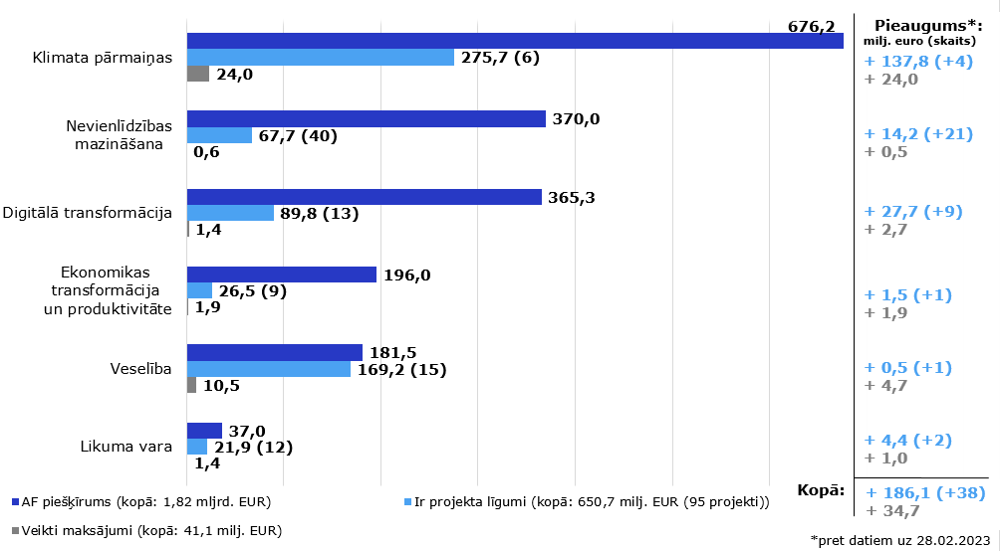 Pieaugums*:
milj. euro (skaits)
Klimata pārmaiņas
676,2
275,7 (6)
24,0
+ 137,8 (+4)
+ 24,0
Nevienlīdzības
mazināšana
370,0
67,7 (40)
0,6
+ 14,2 (+21)
+ 0,5
Digitālā transformācija
365,3
89,8 (13)
1,4
+ 27,7 (+9)
+ 2,7
Ekonomikas
transformācija
un produktivitāte
196,0
26,5 (9)
1,9
+ 1,5 (+1)
+ 1,9
Veselība
181,5
169,2 (15)
10,5
+ 0,5 (+1)
+ 4,7
Likuma vara
37,0
21,9 (12)
1,4
+ 4,4 (+2)
+ 1,0
Kopā:
+ 186,1 (+38)
+ 34,7
AF piešķīrums (kopā: 1,82 mljrd. EUR)
Ir projekta līgumi (kopā: 650,7 milj. EUR (95 projekti))
Veikti maksājumi (kopā: 41,1 milj. EUR)
*pret datiem uz 28.02.2023